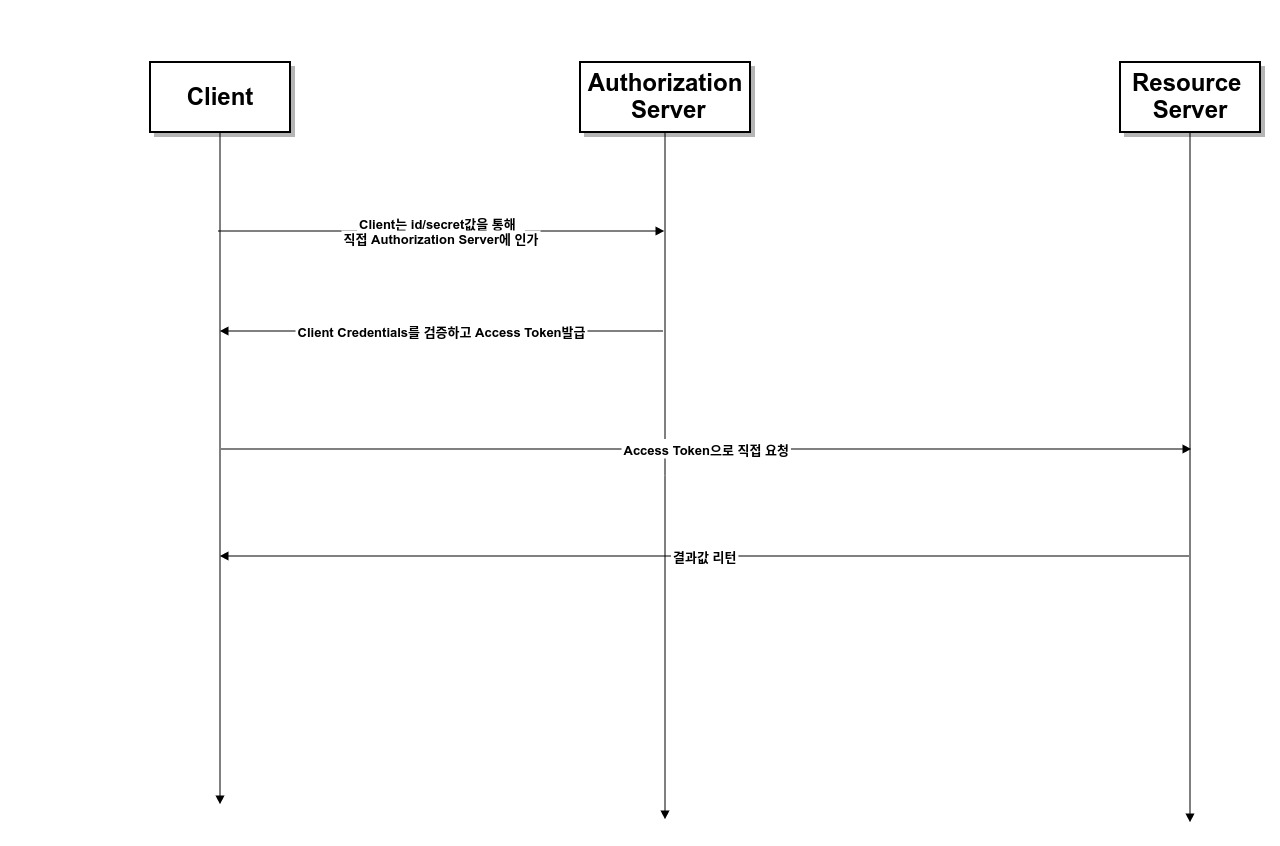 Client
Authorization
Server
Resource
Server
Client는 id/secret값을 통해
직접 Authorization Server에 인가
Client Credentials를 검증하고 Access Token발급
Access Token으로 직접 요청
결과값 리턴